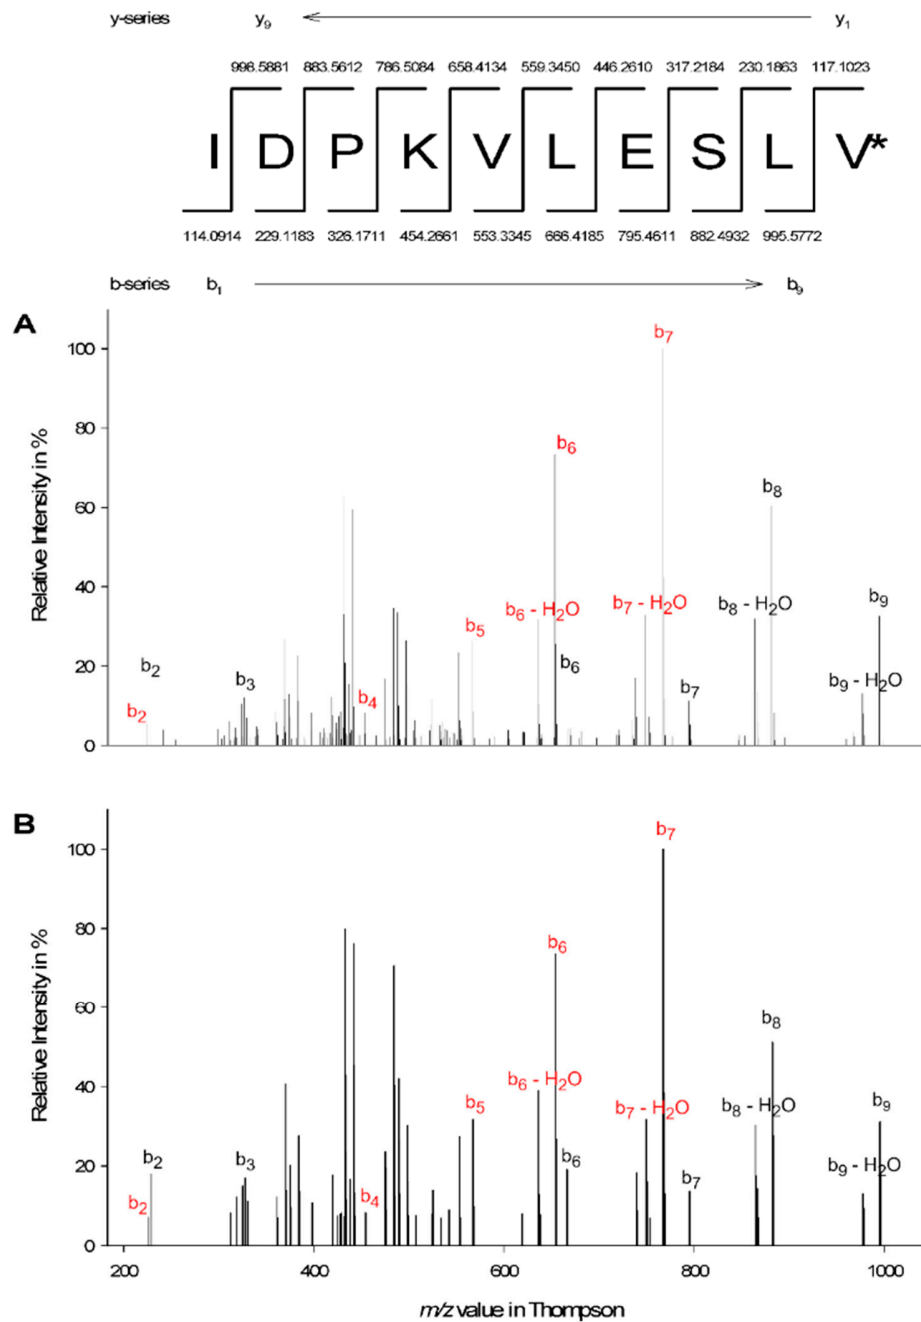 y-series y₉ y₁
998.5881 883.5612 786.5084 658.4134 559.3450 446.2610 317.2184 230.1863 117.1023
I D P K V L E S L V*
114.0914 229.1183 326.1711 454.2661 553.3345 666.4185 795.4611 882.4932 995.5772
b-series b₁ b₉
A
b₇
100
80
b₆
b₈
60
Relative Intensity in %
40
b₆ - H₂O b₇ - H₂O b₈ - H₂O b₉
b₅
b₂ b₃ b₆ b₉ - H₂O
20
b₂ b₄ b₇
0
B
b₇
100
80
b₆
60
b₈
Relative Intensity in %
b₆ - H₂O
40
b₅ b₇ - H₂O b₈ - H₂O b₉
b₂ b₃ b₆ b₉ - H₂O
20
b₂ b₄ b₇
0
200 400 600 800 1000
m/z value in Thompson